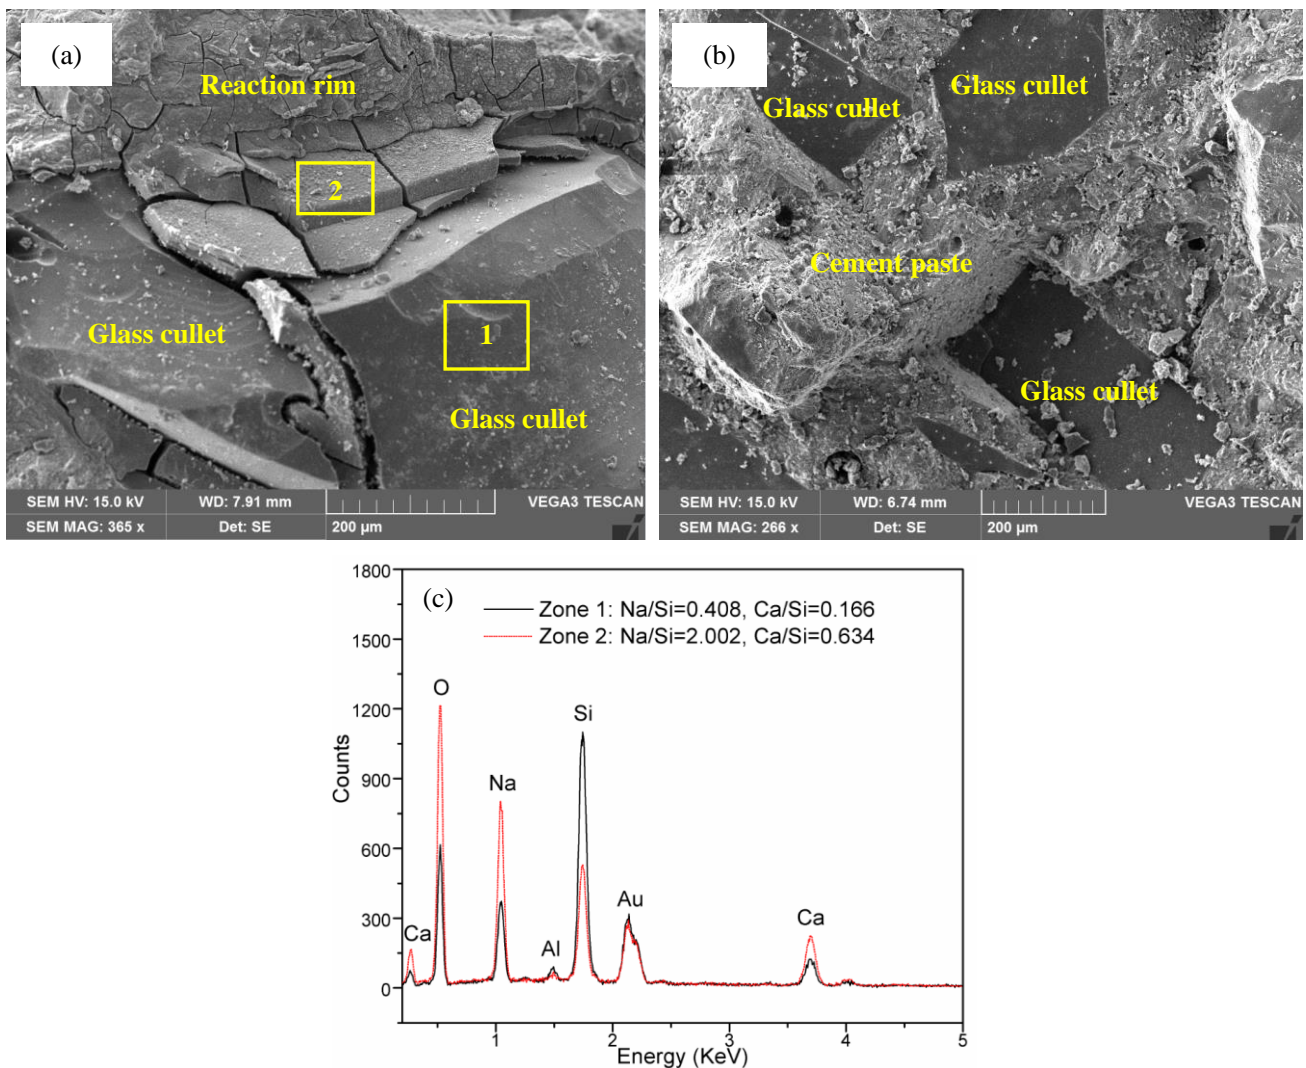 (a)
Reaction rim
2
1
Glass cullet
Glass cullet
SEM HV: 15.0 kV WD: 7.91 mm VEGA3 TESCAN
SEM MAG: 365 x Det: SE 200 µm
(b)
Glass cullet
Glass cullet
Cement paste
Glass cullet
SEM HV: 15.0 kV WD: 6.74 mm VEGA3 TESCAN
SEM MAG: 266 x Det: SE 200 µm
(c)
Zone 1: Na/Si=0.408, Ca/Si=0.166
Zone 2: Na/Si=2.002, Ca/Si=0.634
1800
1500
1200
900
600
300
0
Counts
Ca
O
Na
Al
Si
Au
Ca
1 2 3 4 5
Energy (KeV)